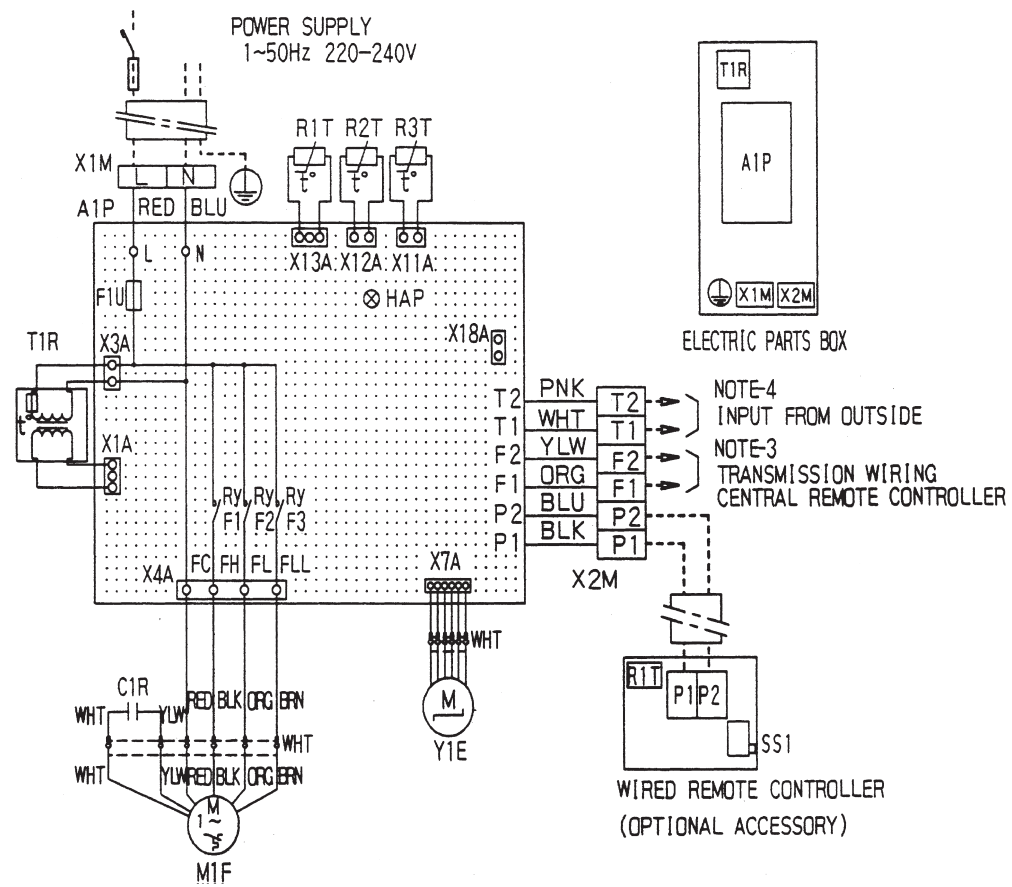 POWER SUPPLY
1~50Hz 220-240V
T1R
A1P
X1M X2M
ELECTRIC PARTS BOX
R1T R2T R3T
t° t° t°
X1M
L N
A1P RED BLU
L N
X13A X12A X11A
F1U
HAP
X18A
T1R
X3A
t°
X1A
T2 PNK T2
T1 WHT T1
F2 YLW F2
F1 ORG F1
P2 BLU P2
P1 BLK P1
X2M
NOTE-4
INPUT FROM OUTSIDE
NOTE-3
TRANSMISSION WIRING
CENTRAL REMOTE CONTROLLER
Ry Ry Ry
F1 F2 F3
X4A FC FH FL FLL
X7A
WHT
M
Y1E
C1R
WHT YLW RED BLK ORG BRN
WHT
WHT YLW RED BLK ORG BRN
M
1~
M1F
R1T
P1 P2
SS1
WIRED REMOTE CONTROLLER
(OPTIONAL ACCESSORY)